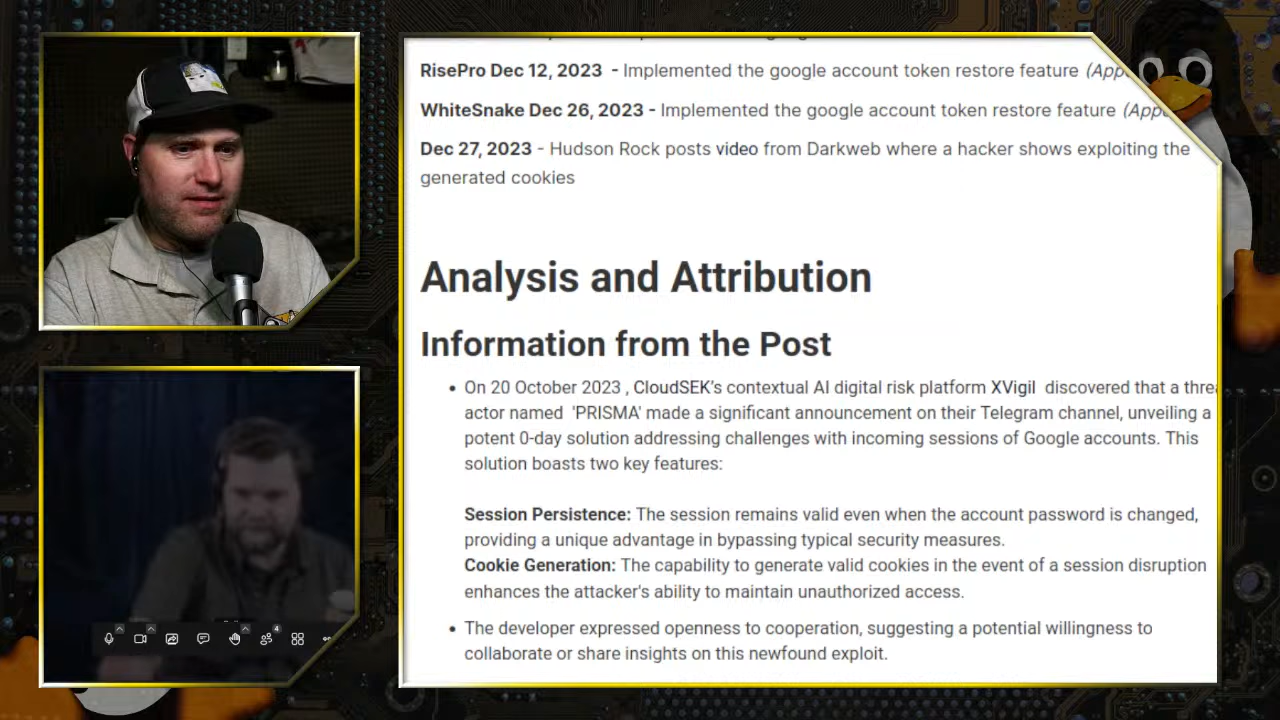 RisePro Dec 12, 2023 - Implemented the google account token restore feature (App
WhiteSnake Dec 26, 2023 - Implemented the google account token restore feature (App
Dec 27, 2023 - Hudson Rock posts video from Darkweb where a hacker shows exploiting the
generated cookies
Analysis and Attribution
Information from the Post
• On 20 October 2023 , CloudSEK's contextual AI digital risk platform XVigil discovered that a threa
actor named 'PRISMA' made a significant announcement on their Telegram channel, unveiling a
potent 0-day solution addressing challenges with incoming sessions of Google accounts. This
solution boasts two key features:
Session Persistence: The session remains valid even when the account password is changed,
providing a unique advantage in bypassing typical security measures.
Cookie Generation: The capability to generate valid cookies in the event of a session disruption
enhances the attacker's ability to maintain unauthorized access.
• The developer expressed openness to cooperation, suggesting a potential willingness to
collaborate or share insights on this newfound exploit.
4